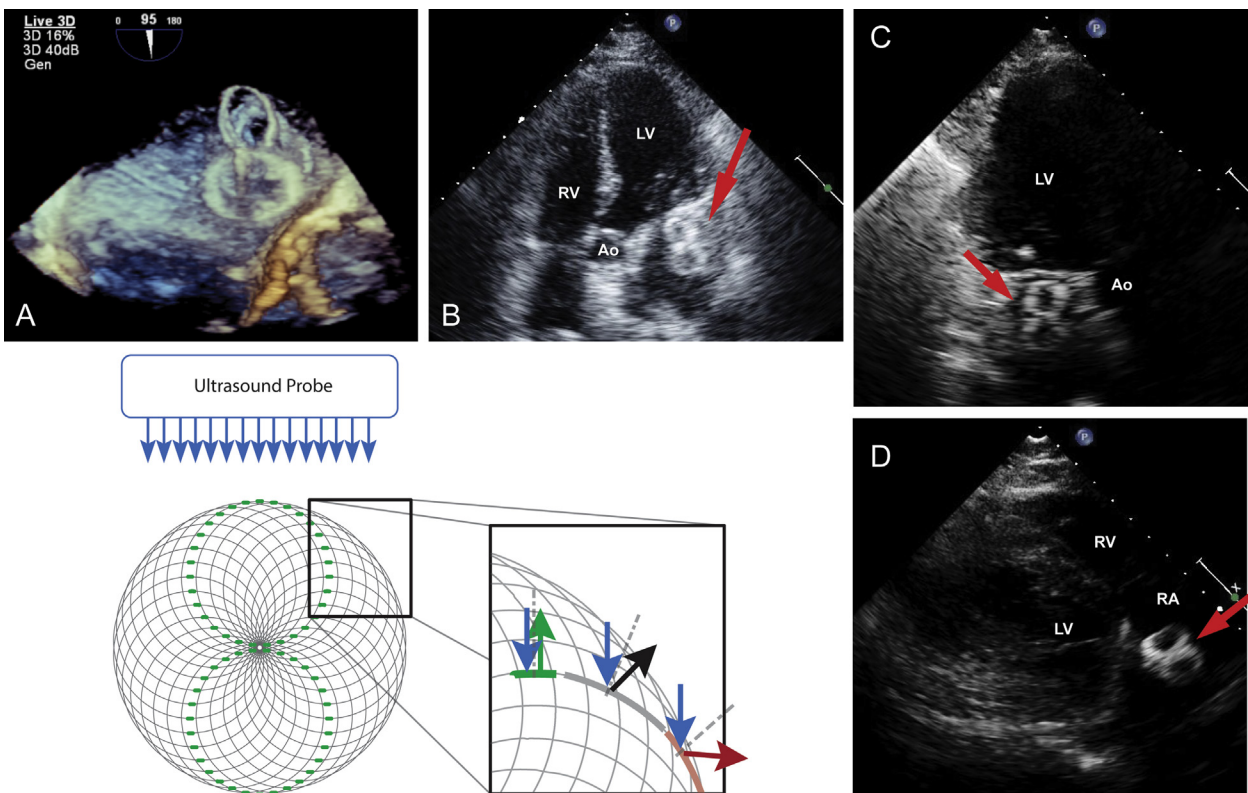 Live 3D
3D 16%
3D 40dB
Gen
0 95 180
A
P
LV
RV
Ao
B
C
P
LV
Ao
Ultrasound Probe
D
P
RV
RA
LV
X